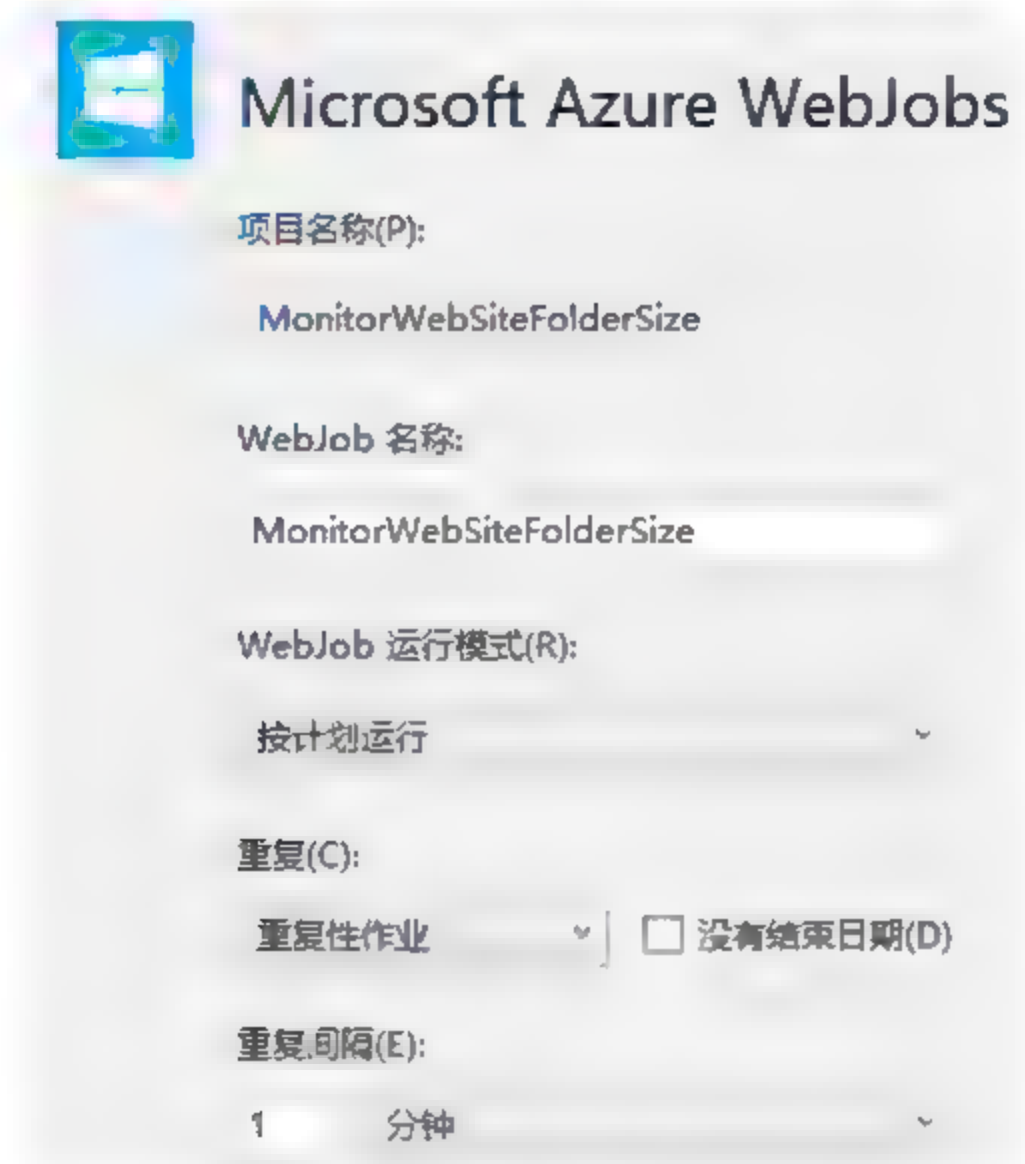 Microsoft Azure WebJobs
项目名称(P):
MonitorWebSiteFolderSize
WebJob 名称:
MonitorWebSiteFolderSize
WebJob 运行模式(R):
按计划运行
重复(C):
重复性作业 没有结束日期(D)
重复间隔(E):
1 分钟